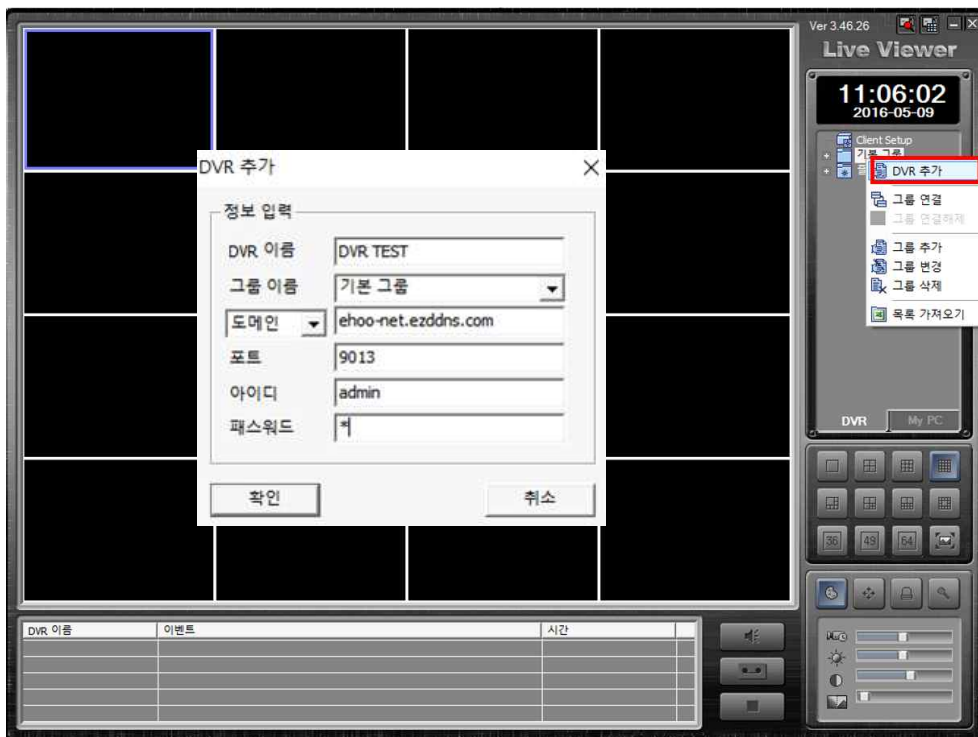 Ver 3.46.26
Live Viewer
11:06:02
2016-05-09
Client Setup
기본 그룹
DVR 추가
그룹 연결
그룹 연결해제
그룹 추가
그룹 변경
그룹 삭제
목록 가져오기
DVR My PC
36 49 64
DVR 추가
정보 입력
DVR 이름 DVR TEST
그룹 이름 기본 그룹
도메인 ehoo-net.ezddns.com
포트 9013
아이디 admin
패스워드 *
확인 취소
DVR 이름 이벤트 시간